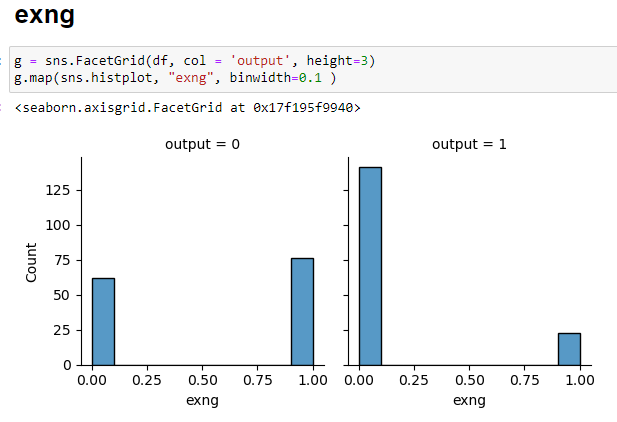 exng
g = sns.FacetGrid(df, col = 'output', height=3)
g.map(sns.histplot, "exng", binwidth=0.1 )
<seaborn.axisgrid.FacetGrid at 0x17f195f9940>
output = 0
output = 1
125
100
75
50
25
0
Count
0.00 0.25 0.50 0.75 1.00
0.00 0.25 0.50 0.75 1.00
exng
exng